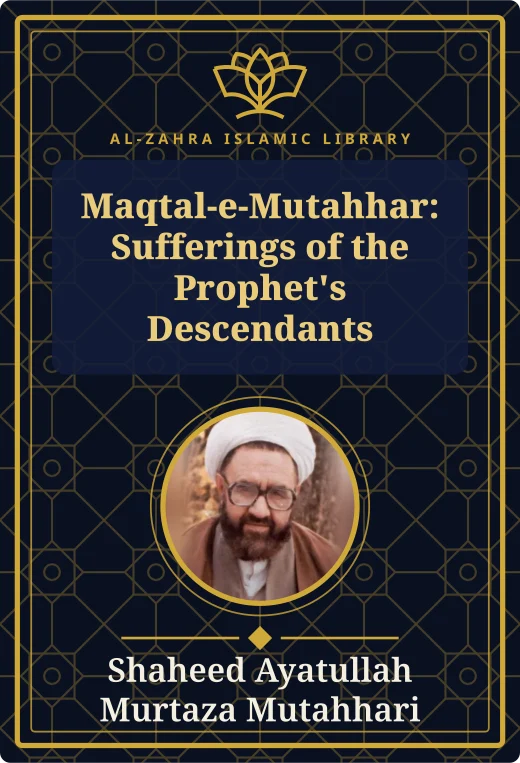 AL-ZAHRA ISLAMIC LIBRARY
Maqtal-e-Mutahhar:
Sufferings of the
Prophet's
Descendants
Shaheed Ayatullah
Murtaza Mutahhari